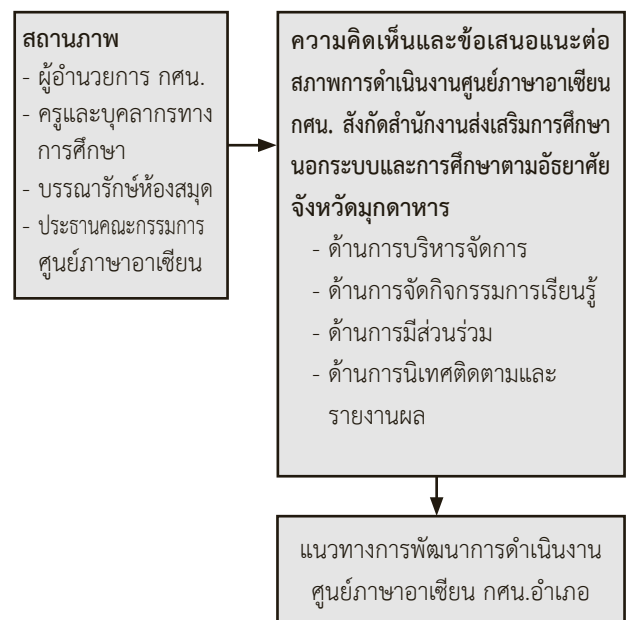 สถานภาพ
- ผู้อำนวยการ กศน.
- ครูและบุคลากรทาง
การศึกษา
- บรรณารักษ์ห้องสมุด
- ประธานคณะกรรมการ
ศูนย์ภาษาอาเซียน
ความคิดเห็นและข้อเสนอแนะต่อ
สภาพการดำเนินงานศูนย์ภาษาอาเซียน
กศน. สังกัดสำนักงานส่งเสริมการศึกษา
นอกระบบและการศึกษาตามอัธยาศัย
จังหวัดมุกดาหาร
- ด้านการบริหารจัดการ
- ด้านการจัดกิจกรรมการเรียนรู้
- ด้านการมีส่วนร่วม
- ด้านการนิเทศติดตามและ
รายงานผล
แนวทางการพัฒนาการดำเนินงาน
ศูนย์ภาษาอาเซียน กศน.อำเภอ